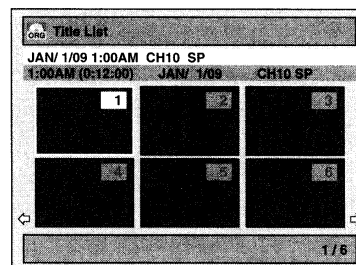 ORG Title List
JAN/ 1/09 1:00AM CH10 SP
1:00AM (0:12:00) JAN/ 1/09 CH10 SP
1 2 3
4 5 6
1 / 6